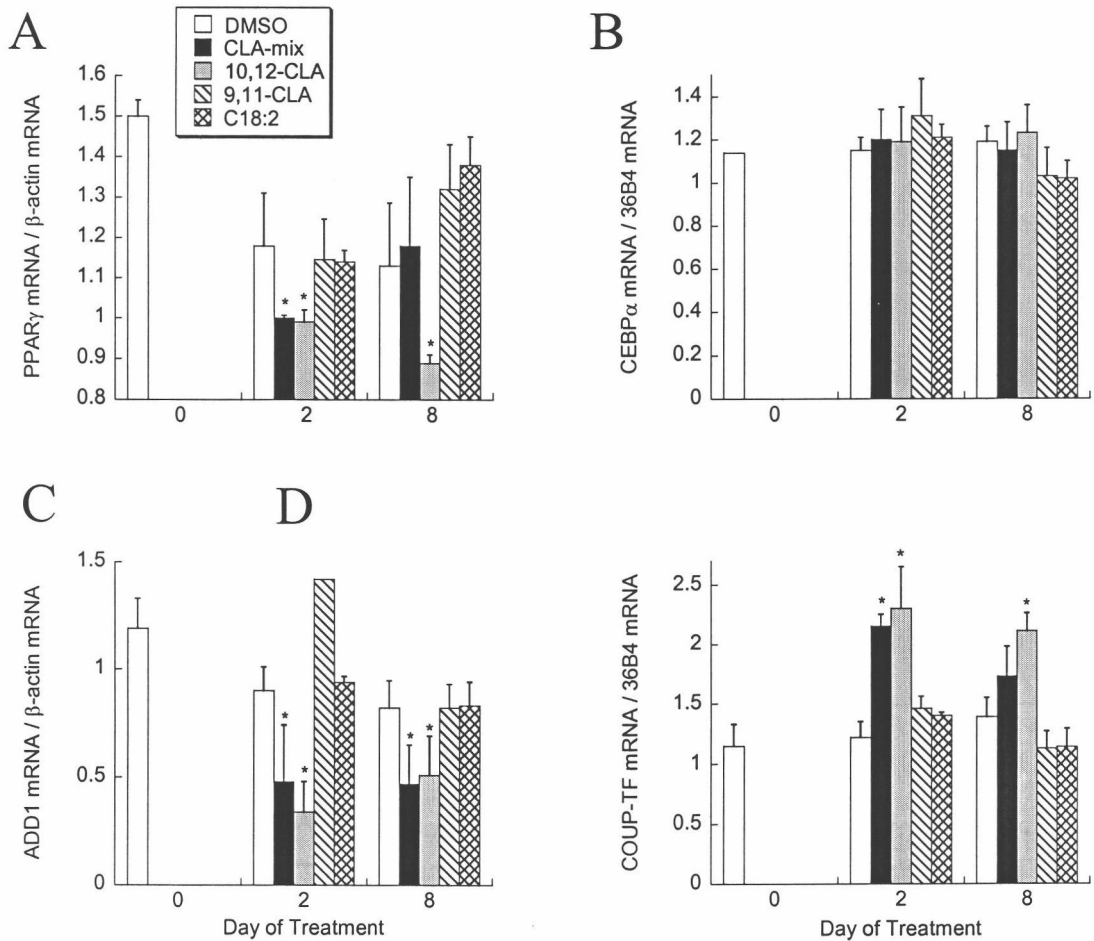 A
DMSO
CLA-mix
10,12-CLA
9,11-CLA
C18:2
B
PPARγ mRNA / β-actin mRNA
1.6
1.5
1.4
1.3
1.2
1.1
1
0.9
0.8
* * *
0 2 8
CEBPα mRNA / 36B4 mRNA
1.4
1.2
1
0.8
0.6
0.4
0.2
0
0 2 8
C
D
ADD1 mRNA / β-actin mRNA
1.5
1
0.5
0
* * * *
0 2 8
Day of Treatment
COUP-TF mRNA / 36B4 mRNA
2.5
2
1.5
1
0.5
0
* * *
0 2 8
Day of Treatment